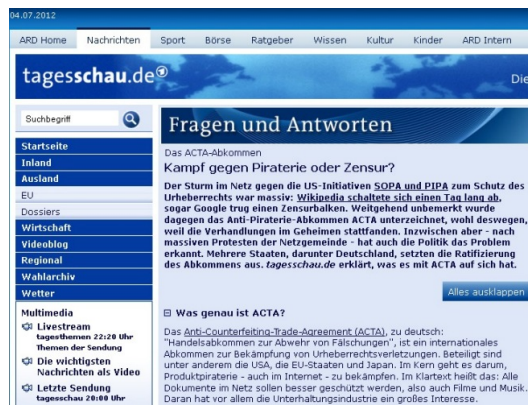 04.07.2012
ARD Home Nachrichten Sport Börse Ratgeber Wissen Kultur Kinder ARD Intern
tagesschau.de
Die
Suchbegriff
Startseite
Inland
Ausland
EU
Dossiers
Wirtschaft
Videoblog
Regional
Wahlarchiv
Wetter
Multimedia
Livestream
tagesthemen 22:20 Uhr
Themen der Sendung
Die wichtigsten
Nachrichten als Video
Letzte Sendung
tagesschau 20:00 Uhr
Fragen und Antworten
Das ACTA-Abkommen
Kampf gegen Piraterie oder Zensur?
Der Sturm im Netz gegen die US-Initiativen SOPA und PIPA zum Schutz des
Urheberrechts war massiv: Wikipedia schaltete sich einen Tag lang ab,
sogar Google trug einen Zensurbalken. Weitgehend unbemerkt wurde
dagegen das Anti-Piraterie-Abkommen ACTA unterzeichnet, wohl deswegen,
weil die Verhandlungen im Geheimen stattfanden. Inzwischen aber - nach
massiven Protesten der Netzgemeinde - hat auch die Politik das Problem
erkannt. Mehrere Staaten, darunter Deutschland, setzten die Ratifizierung
des Abkommens aus. tagesschau.de erklärt, was es mit ACTA auf sich hat.
Alles ausklappen
Was genau ist ACTA?
Das Anti-Counterfeiting-Trade-Agreement (ACTA), zu deutsch:
"Handelsabkommen zur Abwehr von Fälschungen", ist ein internationales
Abkommen zur Bekämpfung von Urheberrechtsverletzungen. Beteiligt sind
unter anderem die USA, die EU-Staaten und Japan. Im Kern geht es darum,
Produktpiraterie - auch im Internet - zu bekämpfen. Im Klartext heißt das: Alle
Dokumente im Netz sollen besser geschützt werden, also auch Filme und Musik.
Daran hat vor allem die Unterhaltungsindustrie ein großes Interesse.